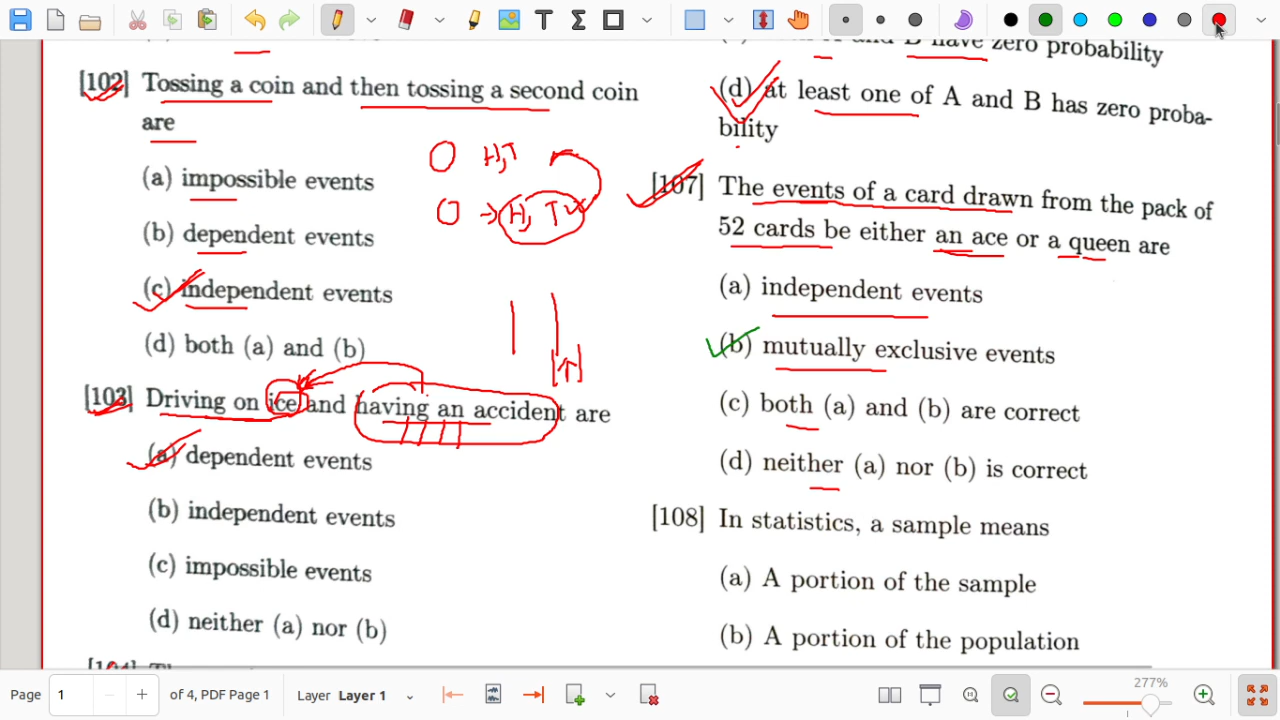 [102] Tossing a coin and then tossing a second coin
are
(a) impossible events
(b) dependent events
(c) independent events
(d) both (a) and (b)
[103] Driving on ice and having an accident are
(a) dependent events
(b) independent events
(c) impossible events
(d) neither (a) nor (b)
H,T
H, T
and B have zero probability
(d) at least one of A and B has zero proba-
bility
[107] The events of a card drawn from the pack of
52 cards be either an ace or a queen are
(a) independent events
(b) mutually exclusive events
(c) both (a) and (b) are correct
(d) neither (a) nor (b) is correct
[108] In statistics, a sample means
(a) A portion of the sample
(b) A portion of the population
Page 1 of 4, PDF Page 1
Layer Layer 1
277%